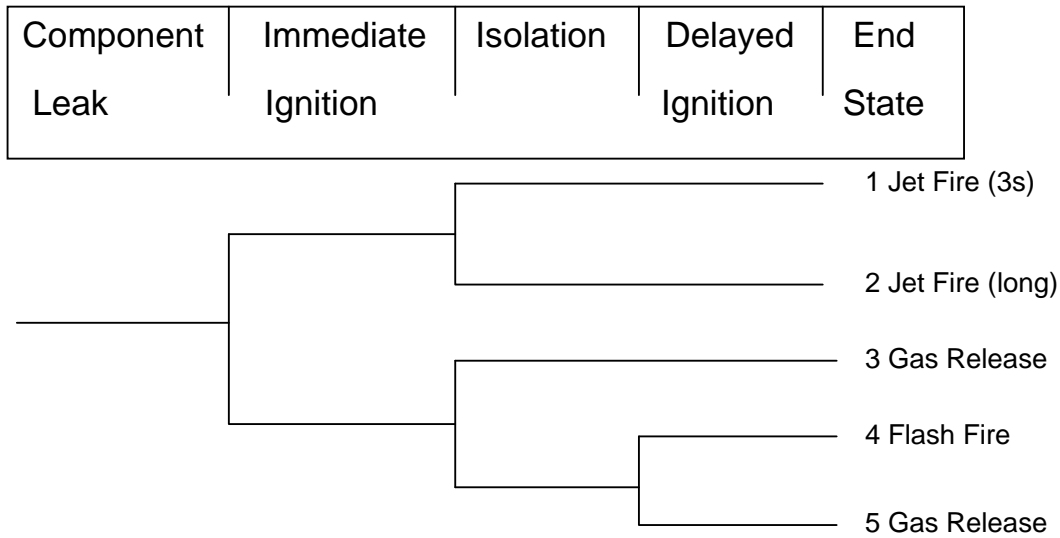 Component Immediate Isolation Delayed End
Leak Ignition Ignition State
1 Jet Fire (3s)
2 Jet Fire (long)
3 Gas Release
4 Flash Fire
5 Gas Release